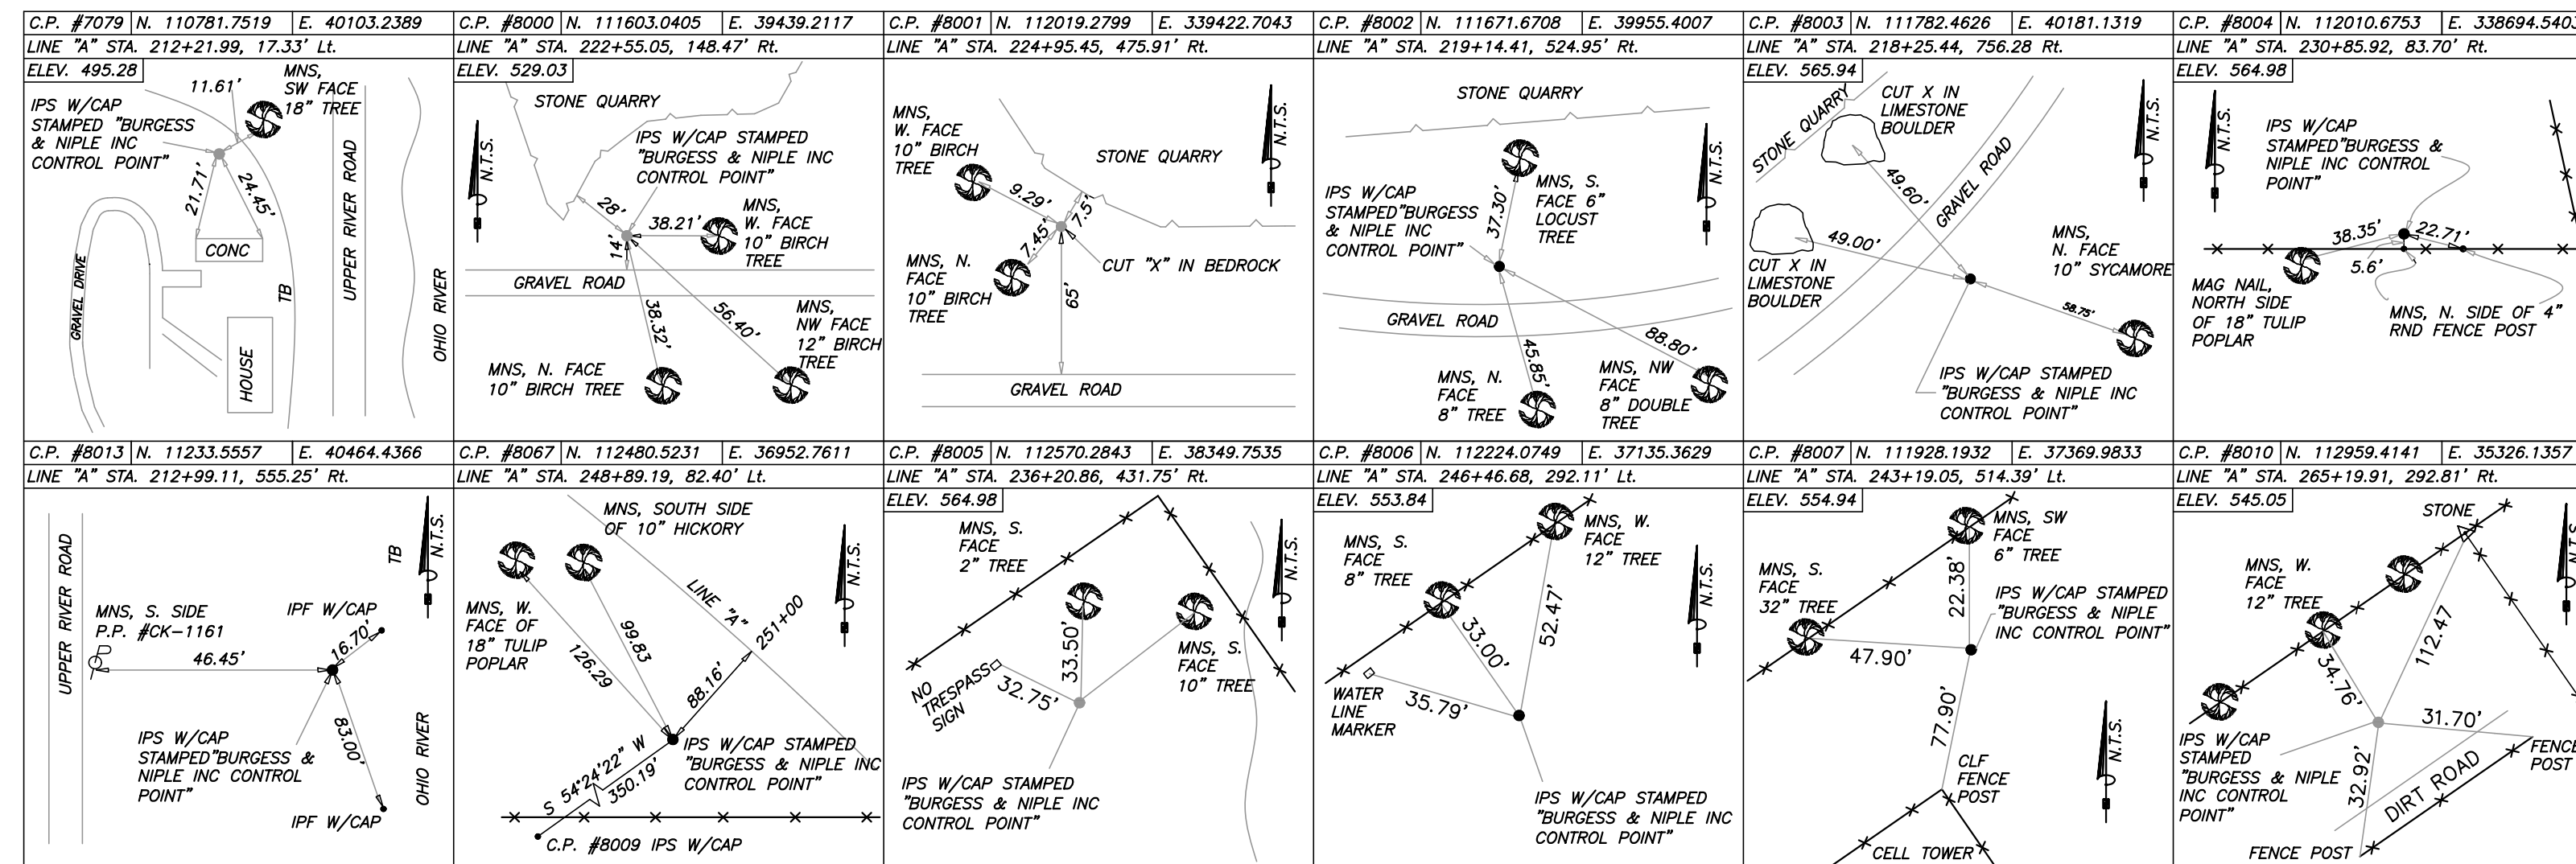 C.P. #7079 N. 110781.7519 E. 40103.2389
LINE "A" STA. 212+21.99, 17.33' Lt.
ELEV. 495.28
11.61'
MNS,
SW FACE
18" TREE
IPS W/CAP
STAMPED "BURGESS
& NIPLE INC
CONTROL POINT"
21.71'
24.45'
CONC
GRAVEL DRIVE
HOUSE
TB
UPPER RIVER ROAD
OHIO RIVER
C.P. #8000 N. 111603.0405 E. 39439.2117
LINE "A" STA. 222+55.05, 148.47' Rt.
ELEV. 529.03
STONE QUARRY
N.T.S.
IPS W/CAP STAMPED
"BURGESS & NIPLE INC
CONTROL POINT"
28'
38.21'
14'
MNS,
W. FACE
10" BIRCH
TREE
GRAVEL ROAD
38.32'
56.40'
MNS,
NW FACE
12" BIRCH
TREE
MNS, N. FACE
10" BIRCH TREE
C.P. #8001 N. 112019.2799 E. 339422.7043
LINE "A" STA. 224+95.45, 475.91' Rt.
MNS,
W. FACE
10" BIRCH
TREE
N.T.S.
STONE QUARRY
9.29'
7.5'
7.45'
MNS, N.
FACE
10" BIRCH
TREE
CUT "X" IN BEDROCK
65'
GRAVEL ROAD
C.P. #8002 N. 111671.6708 E. 39955.4007
LINE "A" STA. 219+14.41, 524.95' Rt.
STONE QUARRY
N.T.S.
IPS W/CAP
STAMPED"BURGESS
& NIPLE INC
CONTROL POINT"
37.30'
MNS, S.
FACE 6"
LOCUST
TREE
GRAVEL ROAD
45.85'
88.80'
MNS, N.
FACE
8" TREE
MNS, NW
FACE
8" DOUBLE
TREE
C.P. #8003 N. 111782.4626 E. 40181.1319
LINE "A" STA. 218+25.44, 756.28 Rt.
ELEV. 565.94
STONE QUARRY
CUT X IN
LIMESTONE
BOULDER
N.T.S.
49.60'
GRAVEL ROAD
49.00'
CUT X IN
LIMESTONE
BOULDER
MNS,
N. FACE
10" SYCAMORE
58.75'
IPS W/CAP STAMPED
"BURGESS & NIPLE INC
CONTROL POINT"
C.P. #8004 N. 112010.6753 E. 338694.540
LINE "A" STA. 230+85.92, 83.70' Rt.
ELEV. 564.98
N.T.S.
IPS W/CAP
STAMPED"BURGESS &
NIPLE INC CONTROL
POINT"
38.35'
22.71'
5.6'
MAG NAIL,
NORTH SIDE
OF 18" TULIP
POPLAR
MNS, N. SIDE OF 4"
RND FENCE POST
C.P. #8013 N. 11233.5557 E. 40464.4366
LINE "A" STA. 212+99.11, 555.25' Rt.
UPPER RIVER ROAD
TB
N.T.S.
MNS, S. SIDE
P.P. #CK-1161
IPF W/CAP
16.70'
46.45'
83.00'
IPS W/CAP
STAMPED"BURGESS &
NIPLE INC CONTROL
POINT"
OHIO RIVER
IPF W/CAP
C.P. #8067 N. 112480.5231 E. 36952.7611
LINE "A" STA. 248+89.19, 82.40' Lt.
MNS, SOUTH SIDE
OF 10" HICKORY
N.T.S.
LINE "A"
251+00
MNS, W.
FACE OF
18" TULIP
POPLAR
99.83
126.29
88.16'
IPS W/CAP STAMPED
"BURGESS & NIPLE INC
CONTROL POINT"
S 54°24'22" W
350.19'
C.P. #8009 IPS W/CAP
C.P. #8005 N. 112570.2843 E. 38349.7535
LINE "A" STA. 236+20.86, 431.75' Rt.
ELEV. 564.98
MNS, S.
FACE
2" TREE
N.T.S.
33.50'
NO
TRESPASS
SIGN
32.75'
MNS, S.
FACE
10" TREE
IPS W/CAP STAMPED
"BURGESS & NIPLE INC
CONTROL POINT"
C.P. #8006 N. 112224.0749 E. 37135.3629
LINE "A" STA. 246+46.68, 292.11' Lt.
ELEV. 553.84
MNS, W.
FACE
12" TREE
MNS, S.
FACE
8" TREE
N.T.S.
33.00'
52.47'
35.79'
WATER
LINE
MARKER
IPS W/CAP STAMPED
"BURGESS & NIPLE INC
CONTROL POINT"
C.P. #8007 N. 111928.1932 E. 37369.9833
LINE "A" STA. 243+19.05, 514.39' Lt.
ELEV. 554.94
MNS, SW
FACE
6" TREE
MNS, S.
FACE
32" TREE
22.38'
IPS W/CAP STAMPED
"BURGESS & NIPLE
INC CONTROL POINT"
47.90'
77.90'
CLF
FENCE
POST
N.T.S.
CELL TOWER
C.P. #8010 N. 112959.4141 E. 35326.1357
LINE "A" STA. 265+19.91, 292.81' Rt.
ELEV. 545.05
STONE
N.T.S.
MNS, W.
FACE
12" TREE
34.76'
112.47
31.70'
IPS W/CAP
STAMPED
"BURGESS & NIPLE
INC CONTROL
POINT"
32.92'
DIRT ROAD
FENCE
POST
FENCE POST